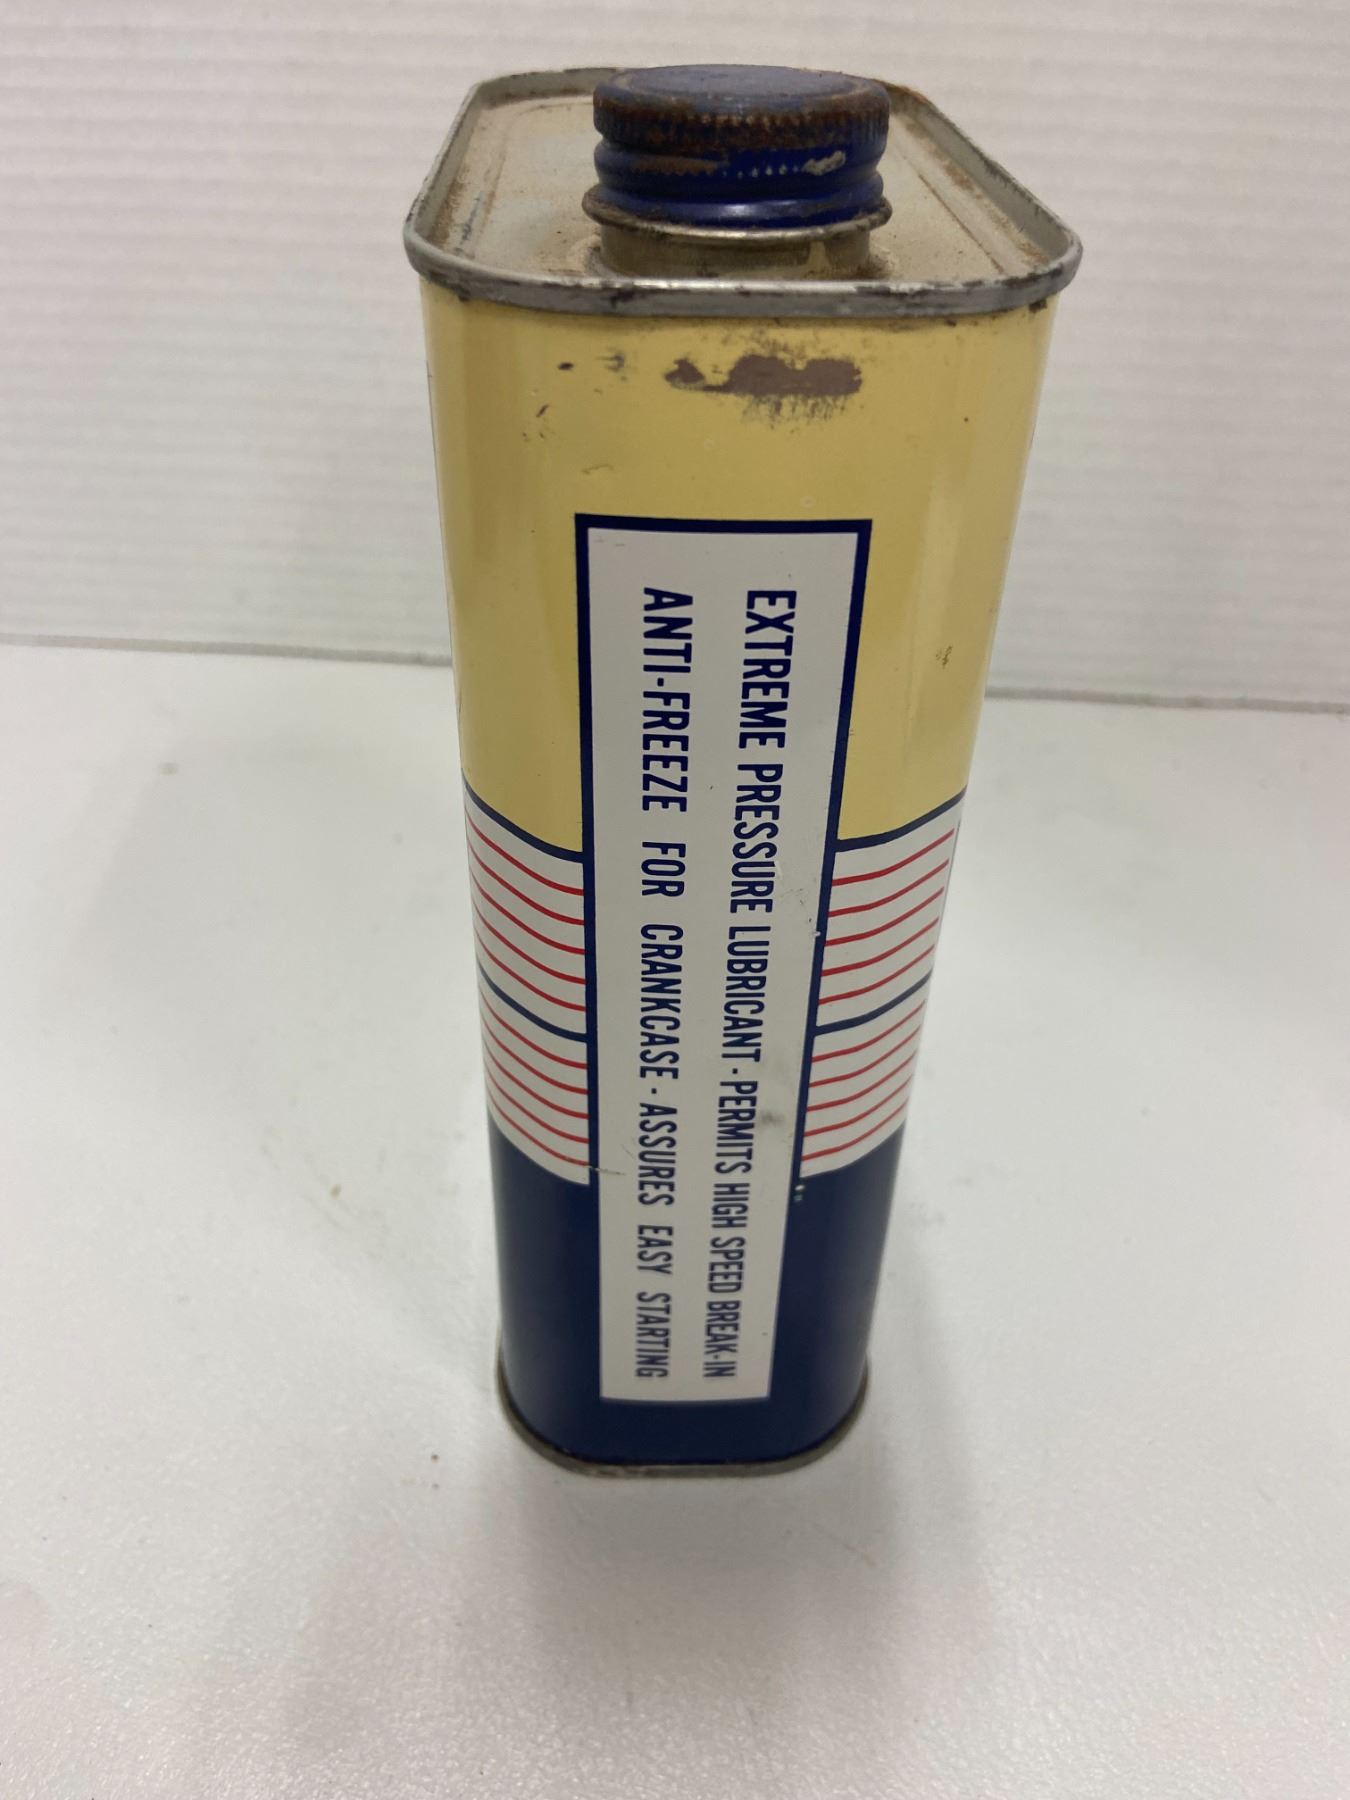 EXTREME PRESSURE LUBRICANT - PERMITS HIGH SPEED BREAK-IN
ANTI-FREEZE FOR CRANKCASE - ASSURES EASY STARTING